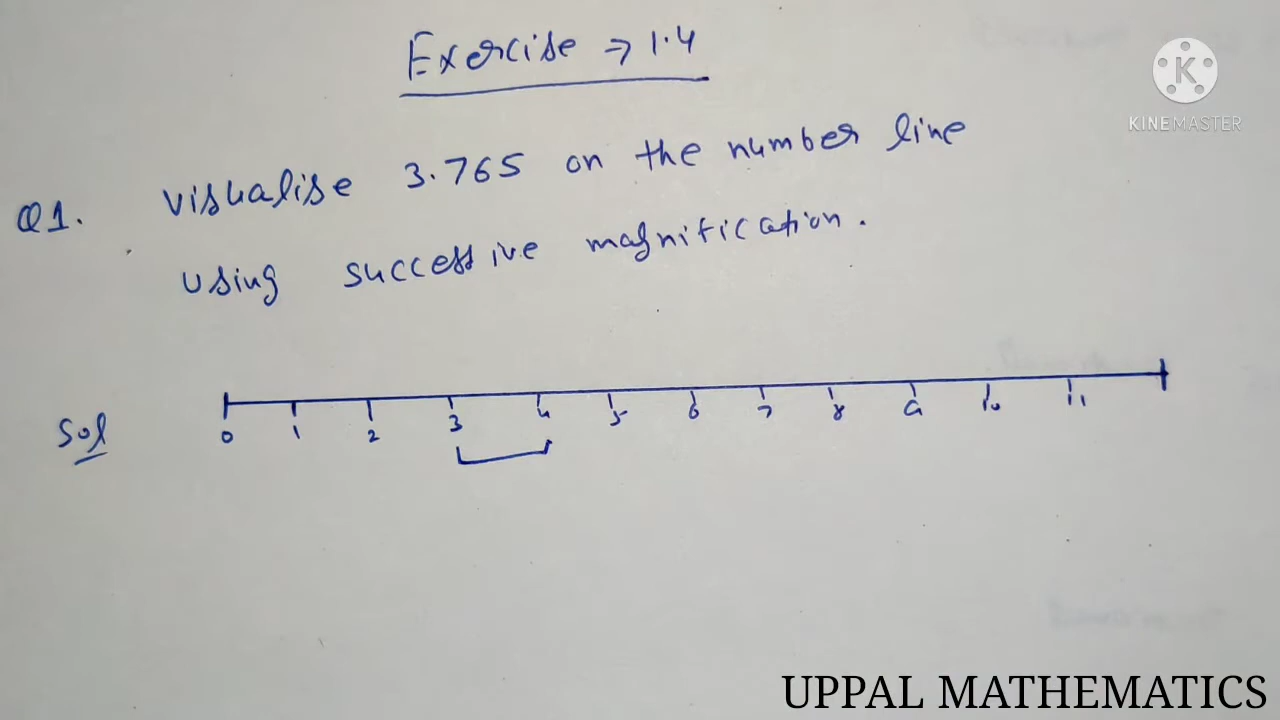 Exercise → 1.4
K
KINEMASTER
Q1. Visualise 3.765 on the number line
using successive magnification.
Sol
0 1 2 3 4 5 6 7 8 9 10 11
UPPAL MATHEMATICS